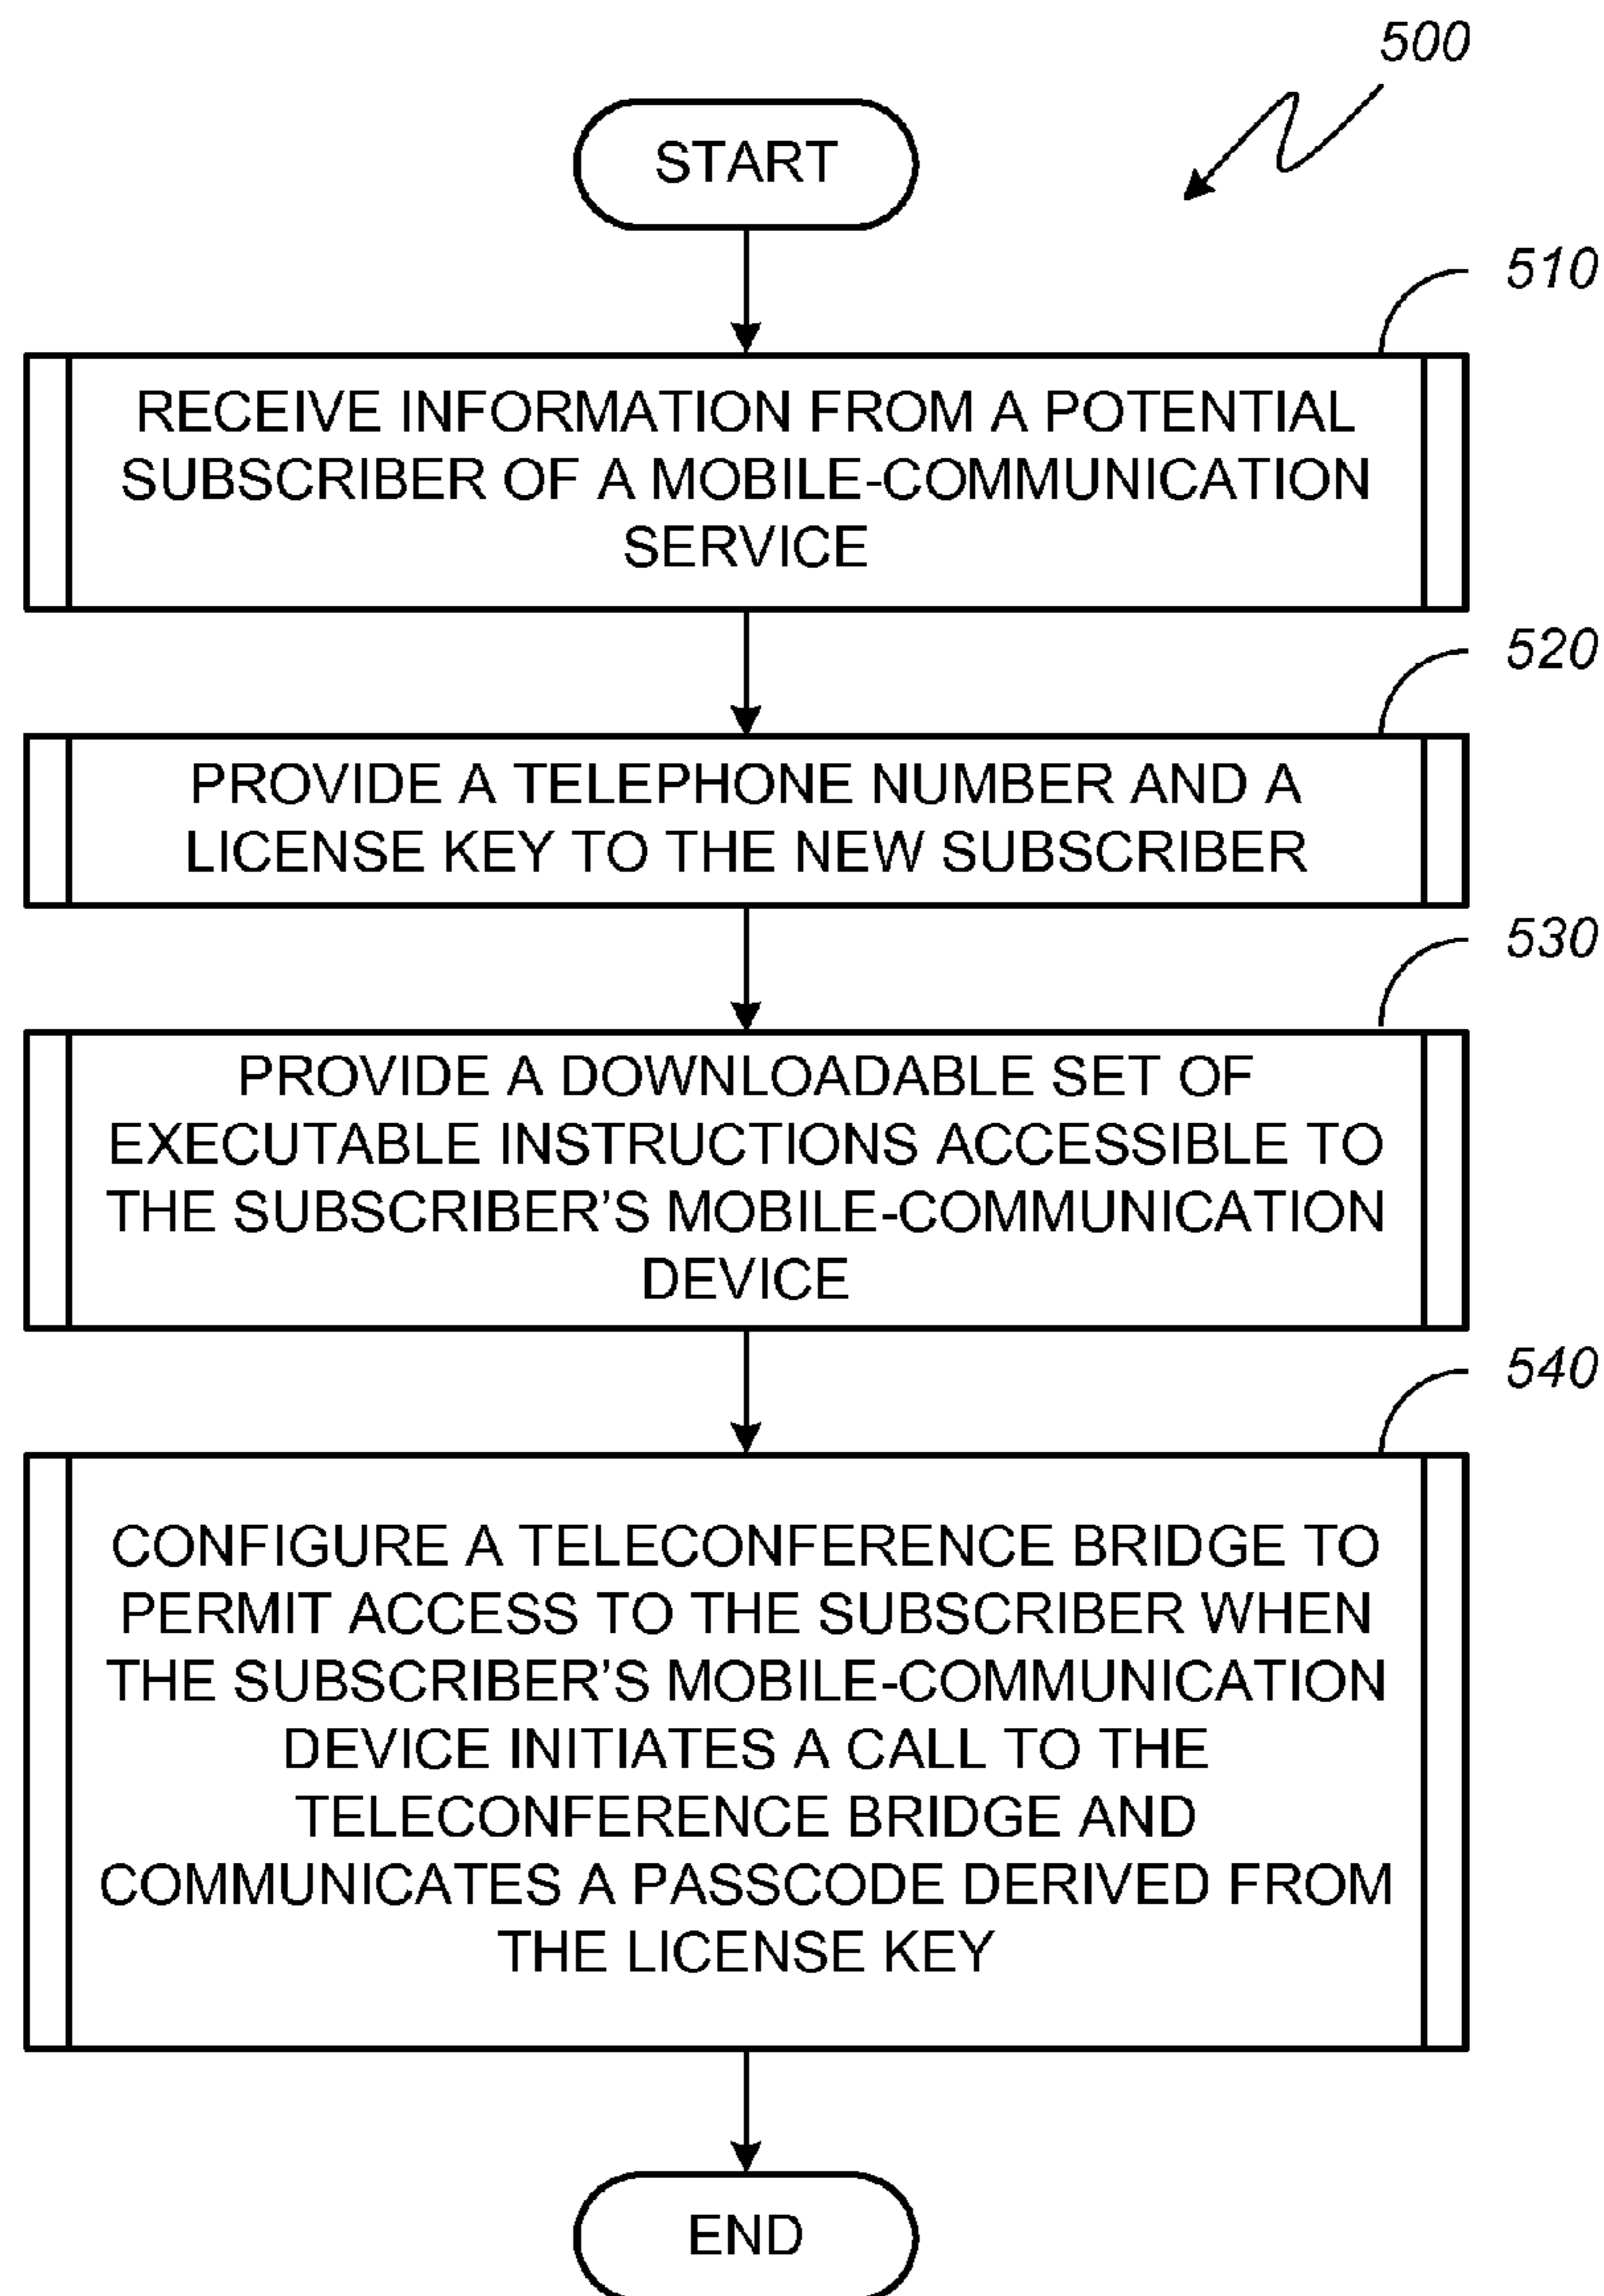 500
START
510
RECEIVE INFORMATION FROM A POTENTIAL
SUBSCRIBER OF A MOBILE-COMMUNICATION
SERVICE
520
PROVIDE A TELEPHONE NUMBER AND A
LICENSE KEY TO THE NEW SUBSCRIBER
530
PROVIDE A DOWNLOADABLE SET OF
EXECUTABLE INSTRUCTIONS ACCESSIBLE TO
THE SUBSCRIBER’S MOBILE-COMMUNICATION
DEVICE
540
CONFIGURE A TELECONFERENCE BRIDGE TO
PERMIT ACCESS TO THE SUBSCRIBER WHEN
THE SUBSCRIBER’S MOBILE-COMMUNICATION
DEVICE INITIATES A CALL TO THE
TELECONFERENCE BRIDGE AND
COMMUNICATES A PASSCODE DERIVED FROM
THE LICENSE KEY
END